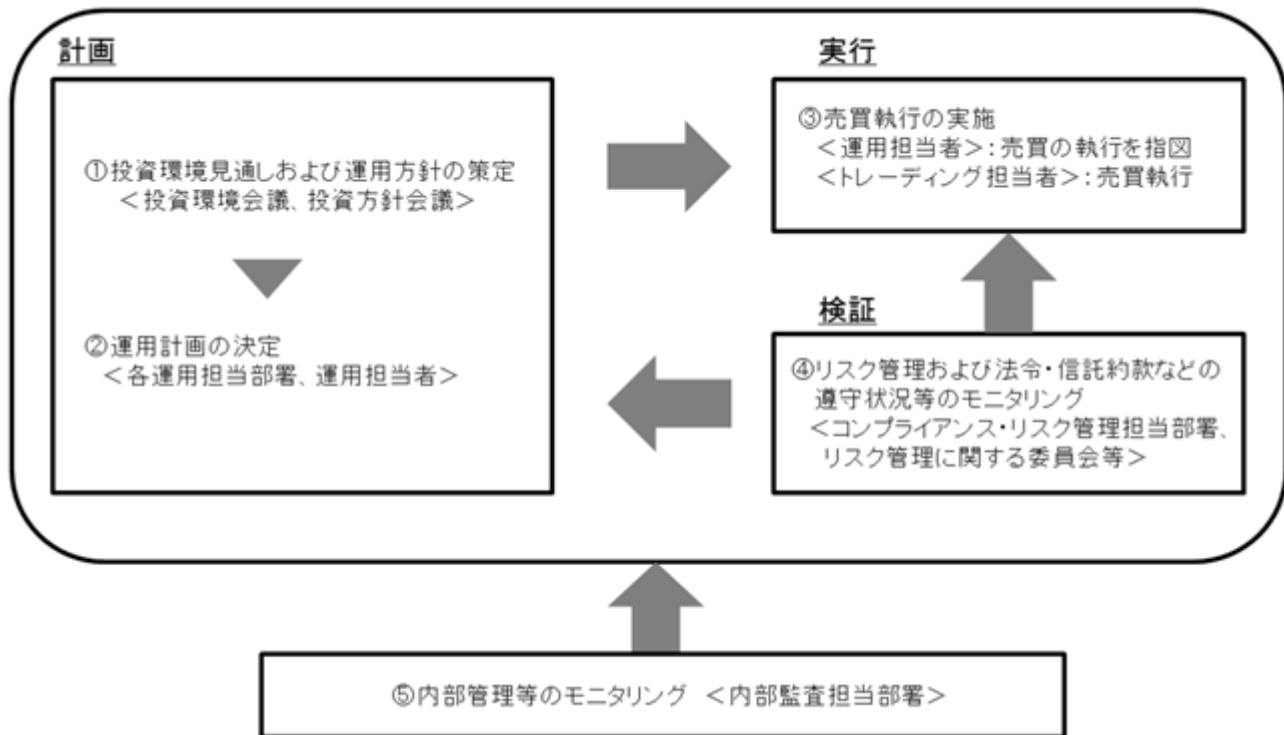 計画
①投資環境見通しおよび運用方針の策定
＜投資環境会議、投資方針会議＞
②運用計画の決定
＜各運用担当部署、運用担当者＞
実行
③売買執行の実施
＜運用担当者＞：売買の執行を指図
＜トレーディング担当者＞：売買執行
検証
④リスク管理および法令・信託約款などの
遵守状況等のモニタリング
＜コンプライアンス・リスク管理担当部署、
リスク管理に関する委員会等＞
⑤内部管理等のモニタリング　＜内部監査担当部署＞